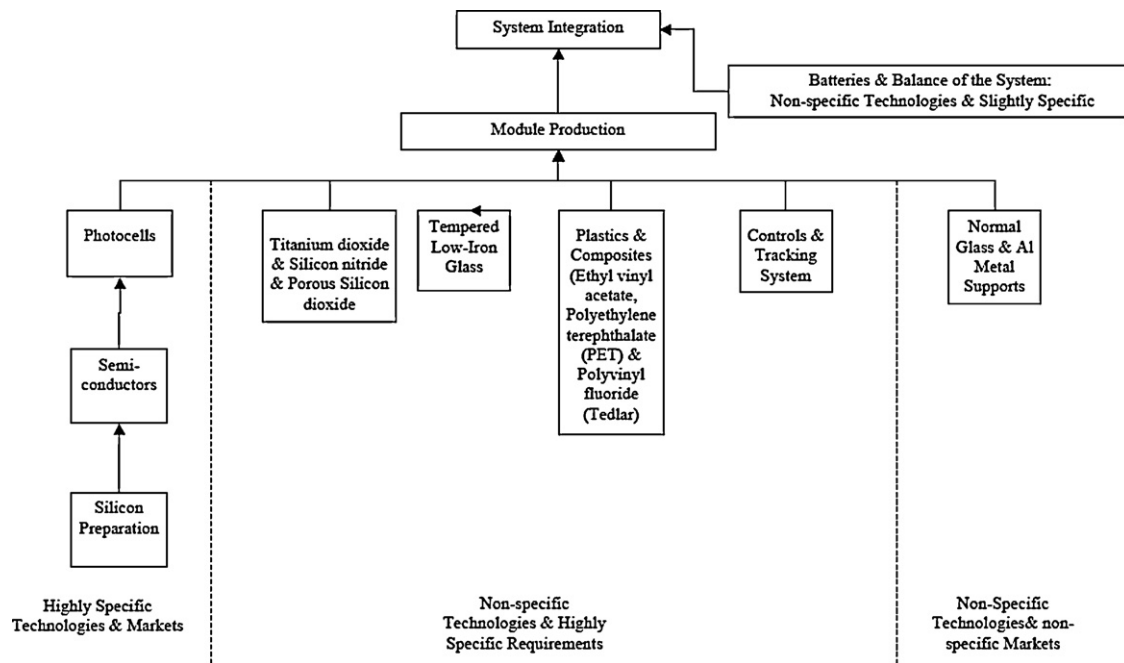 System Integration
Batteries & Balance of the System:
Non-specific Technologies & Slightly Specific
Module Production
Photocells
Titanium dioxide
& Silicon nitride
& Porous Silicon
dioxide
Tempered
Low-Iron
Glass
Plastics &
Composites
(Ethyl vinyl
acetate,
Polyethylene
terephthalate
(PET) &
Polyvinyl
fluoride
(Tedlar)
Controls &
Tracking
System
Normal
Glass & Al
Metal
Supports
Semi-
conductors
Silicon
Preparation
Highly Specific
Technologies & Markets
Non-specific
Technologies & Highly
Specific Requirements
Non-Specific
Technologies& non-
specific Markets